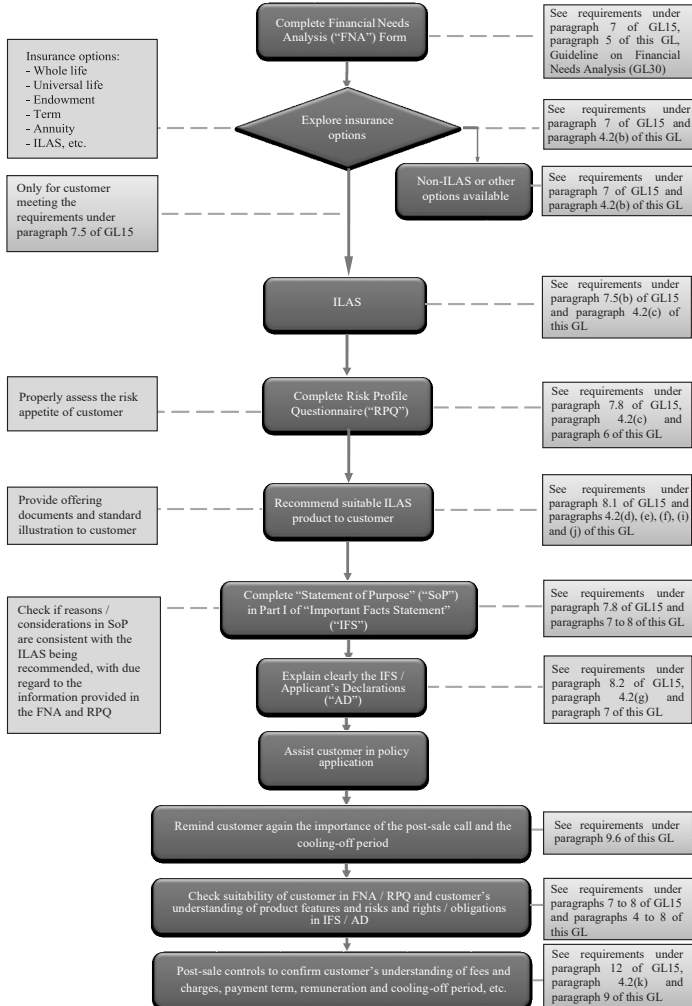 Complete Financial Needs
Analysis (“FNA”) Form
See requirements under
paragraph 7 of GL15,
paragraph 5 of this GL,
Guideline on Financial
Needs Analysis (GL30)
Insurance options:
- Whole life
- Universal life
- Endowment
- Term
- Annuity
- ILAS, etc.
Explore insurance
options
See requirements under
paragraph 7 of GL15 and
paragraph 4.2(b) of this
GL
Non-ILAS or other
options available
See requirements under
paragraph 7 of GL15 and
paragraph 4.2(b) of this
GL
Only for customer
meeting the
requirements under
paragraph 7.5 of GL15
ILAS
See requirements under
paragraph 7.5(b) of GL15
and paragraph 4.2(c) of
this GL
Properly assess the risk
appetite of customer
Complete Risk Profile
Questionnaire (“RPQ”)
See requirements under
paragraph 7.8 of GL15,
paragraph 4.2(c) and
paragraph 6 of this GL
Provide offering
documents and standard
illustration to customer
Recommend suitable ILAS
product to customer
See requirements under
paragraph 8.1 of GL15 and
paragraphs 4.2(d), (e), (f), (i)
and (j) of this GL
Check if reasons /
considerations in SoP
are consistent with the
ILAS being
recommended, with due
regard to the
information provided in
the FNA and RPQ
Complete “Statement of Purpose” (“SoP”)
in Part I of “Important Facts Statement”
(“IFS”)
See requirements under
paragraph 7.8 of GL15 and
paragraphs 7 to 8 of this GL
Explain clearly the IFS /
Applicant’s Declarations
(“AD”)
See requirements under
paragraph 8.2 of GL15,
paragraph 4.2(g) and
paragraph 7 of this GL
Assist customer in policy
application
Remind customer again the importance of the post-sale call and the
cooling-off period
See requirements under
paragraph 9.6 of this GL
Check suitability of customer in FNA / RPQ and customer’s
understanding of product features and risks and rights / obligations
in IFS / AD
See requirements under
paragraphs 7 to 8 of GL15
and paragraphs 4 to 8 of
this GL
Post-sale controls to confirm customer’s understanding of fees and
charges, payment term, remuneration and cooling-off period, etc.
See requirements under
paragraph 12 of GL15,
paragraph 4.2(k) and
paragraph 9 of this GL